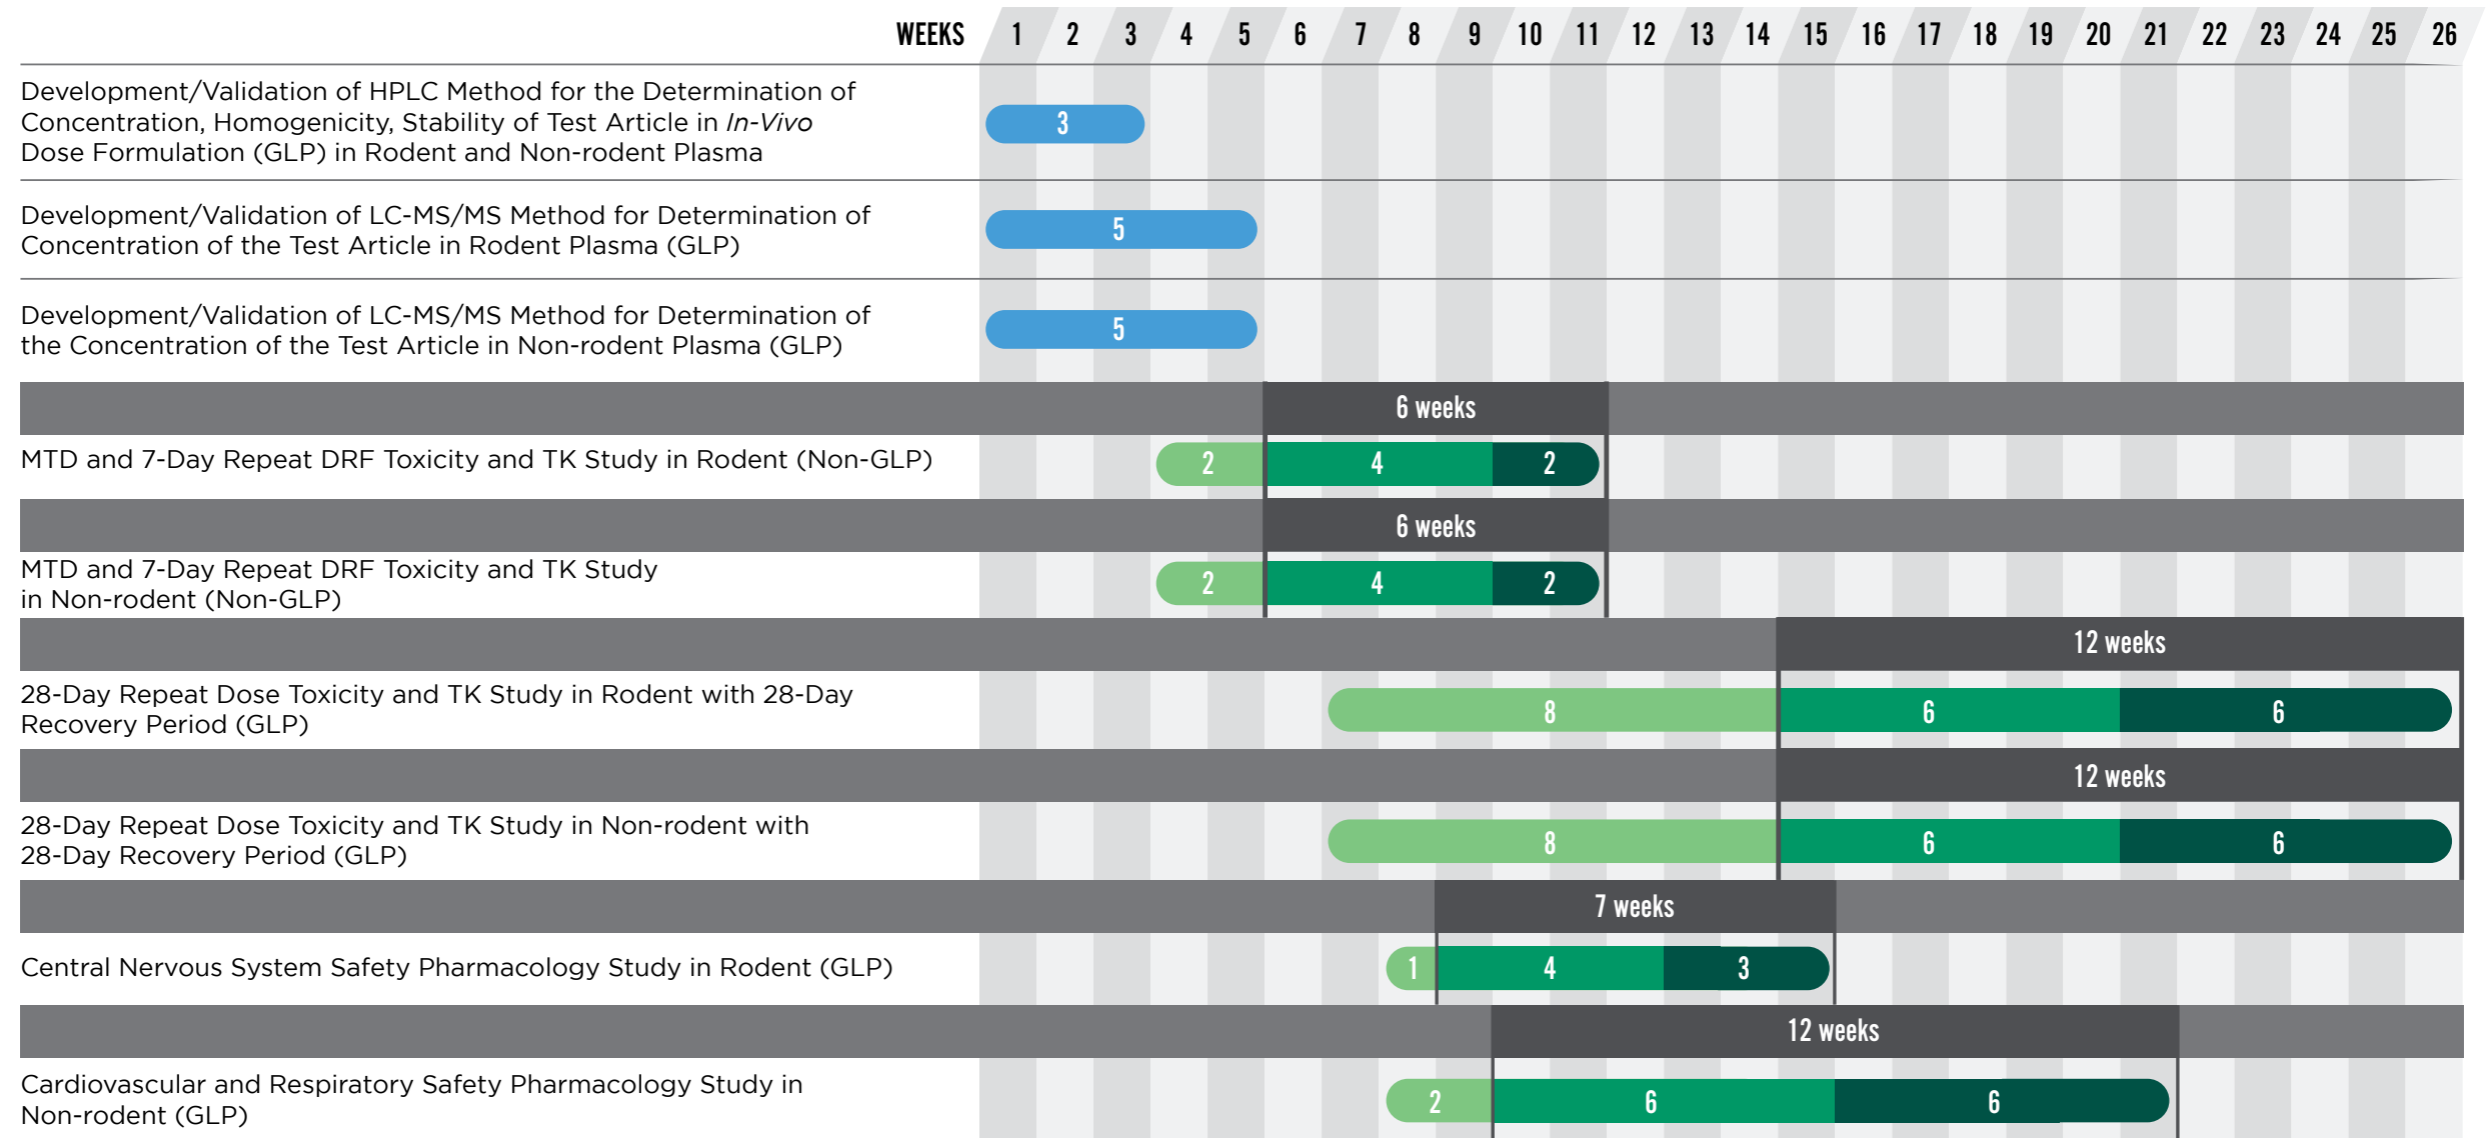 WEEKS 1 2 3 4 5 6 7 8 9 10 11 12 13 14 15 16 17 18 19 20 21 22 23 24 25 26
Development/Validation of HPLC Method for the Determination of
Concentration, Homogenicity, Stability of Test Article in In-Vivo
Dose Formulation (GLP) in Rodent and Non-rodent Plasma
3
Development/Validation of LC-MS/MS Method for Determination of
Concentration of the Test Article in Rodent Plasma (GLP)
5
Development/Validation of LC-MS/MS Method for Determination of
the Concentration of the Test Article in Non-rodent Plasma (GLP)
5
6 weeks
MTD and 7-Day Repeat DRF Toxicity and TK Study in Rodent (Non-GLP)
2 4 2
6 weeks
MTD and 7-Day Repeat DRF Toxicity and TK Study
in Non-rodent (Non-GLP)
2 4 2
12 weeks
28-Day Repeat Dose Toxicity and TK Study in Rodent with 28-Day
Recovery Period (GLP)
8 6 6
12 weeks
28-Day Repeat Dose Toxicity and TK Study in Non-rodent with
28-Day Recovery Period (GLP)
8 6 6
7 weeks
Central Nervous System Safety Pharmacology Study in Rodent (GLP)
1 4 3
12 weeks
Cardiovascular and Respiratory Safety Pharmacology Study in
Non-rodent (GLP)
2 6 6